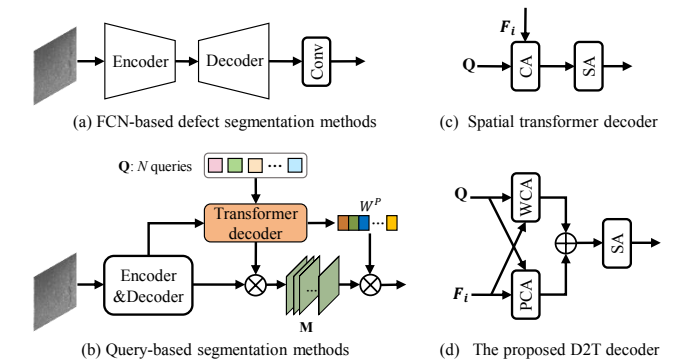 Encoder
Decoder
Conv
(a) FCN-based defect segmentation methods
F_i
Q
CA
SA
(c) Spatial transformer decoder
Q: N queries
...
Transformer
decoder
W^P
...
Encoder
&Decoder
...
M
(b) Query-based segmentation methods
Q
WCA
F_i
PCA
SA
(d) The proposed D2T decoder